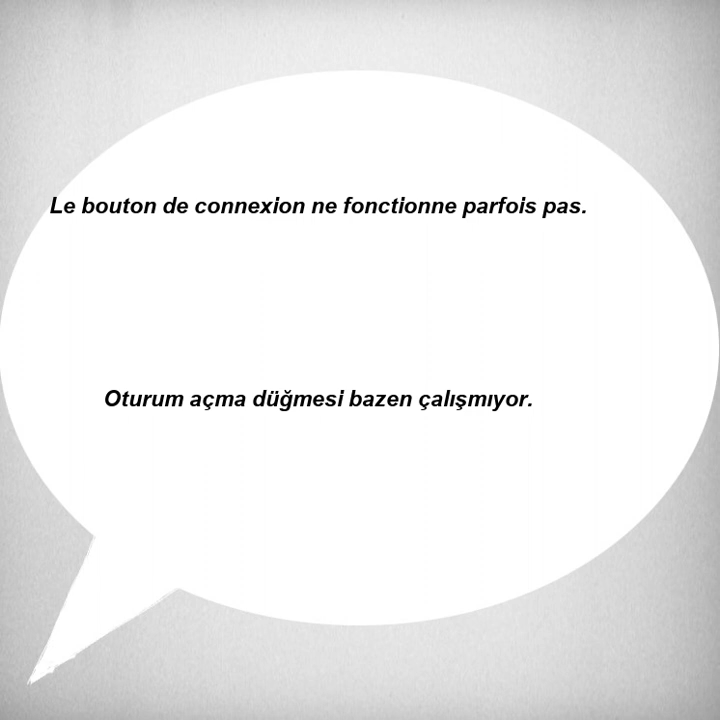 Le bouton de connexion ne fonctionne parfois pas.
Oturum açma düğmesi bazen çalışmıyor.